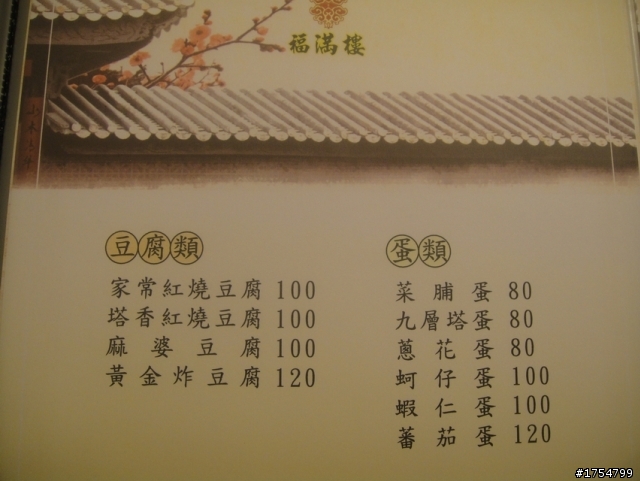 福滿樓
豆腐類
家常紅燒豆腐 100
塔香紅燒豆腐 100
麻婆豆腐 100
黃金炸豆腐 120
蛋類
菜脯蛋 80
九層塔蛋 80
蔥花蛋 80
蚵仔蛋 100
蝦仁蛋 100
蕃茄蛋 120
#1754799